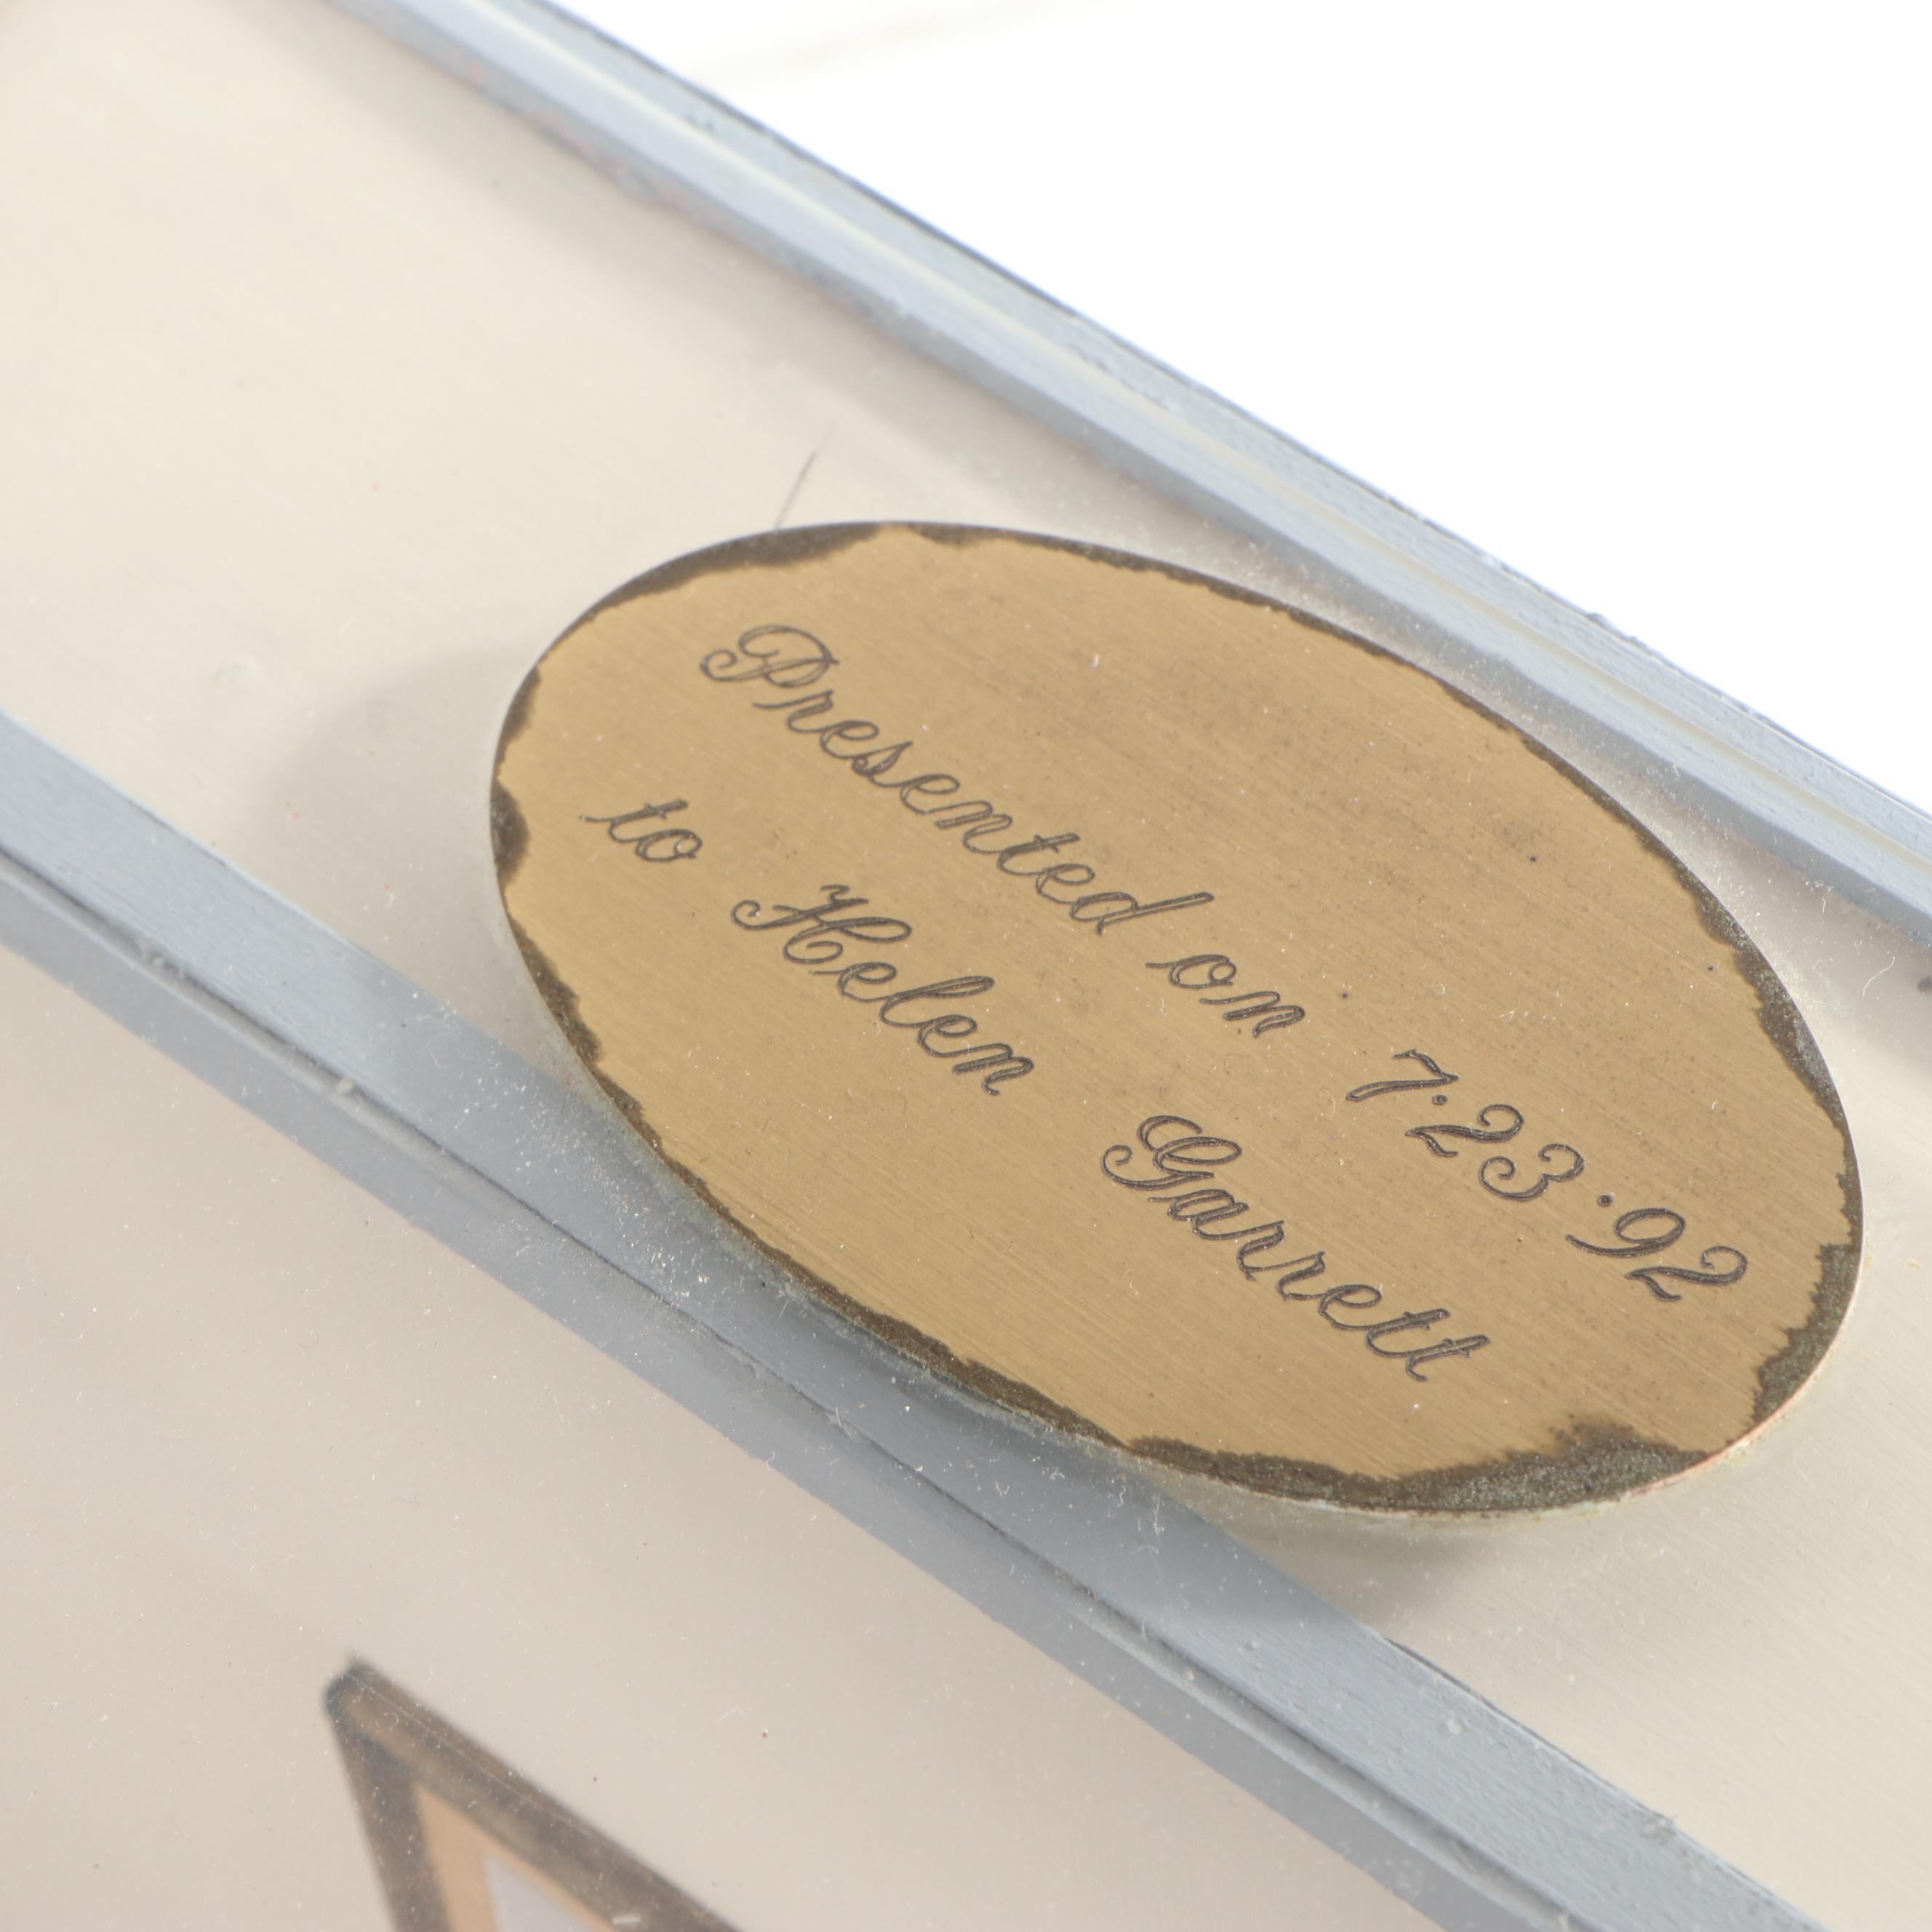 Presented on 7·23·92
to Helen Garrett